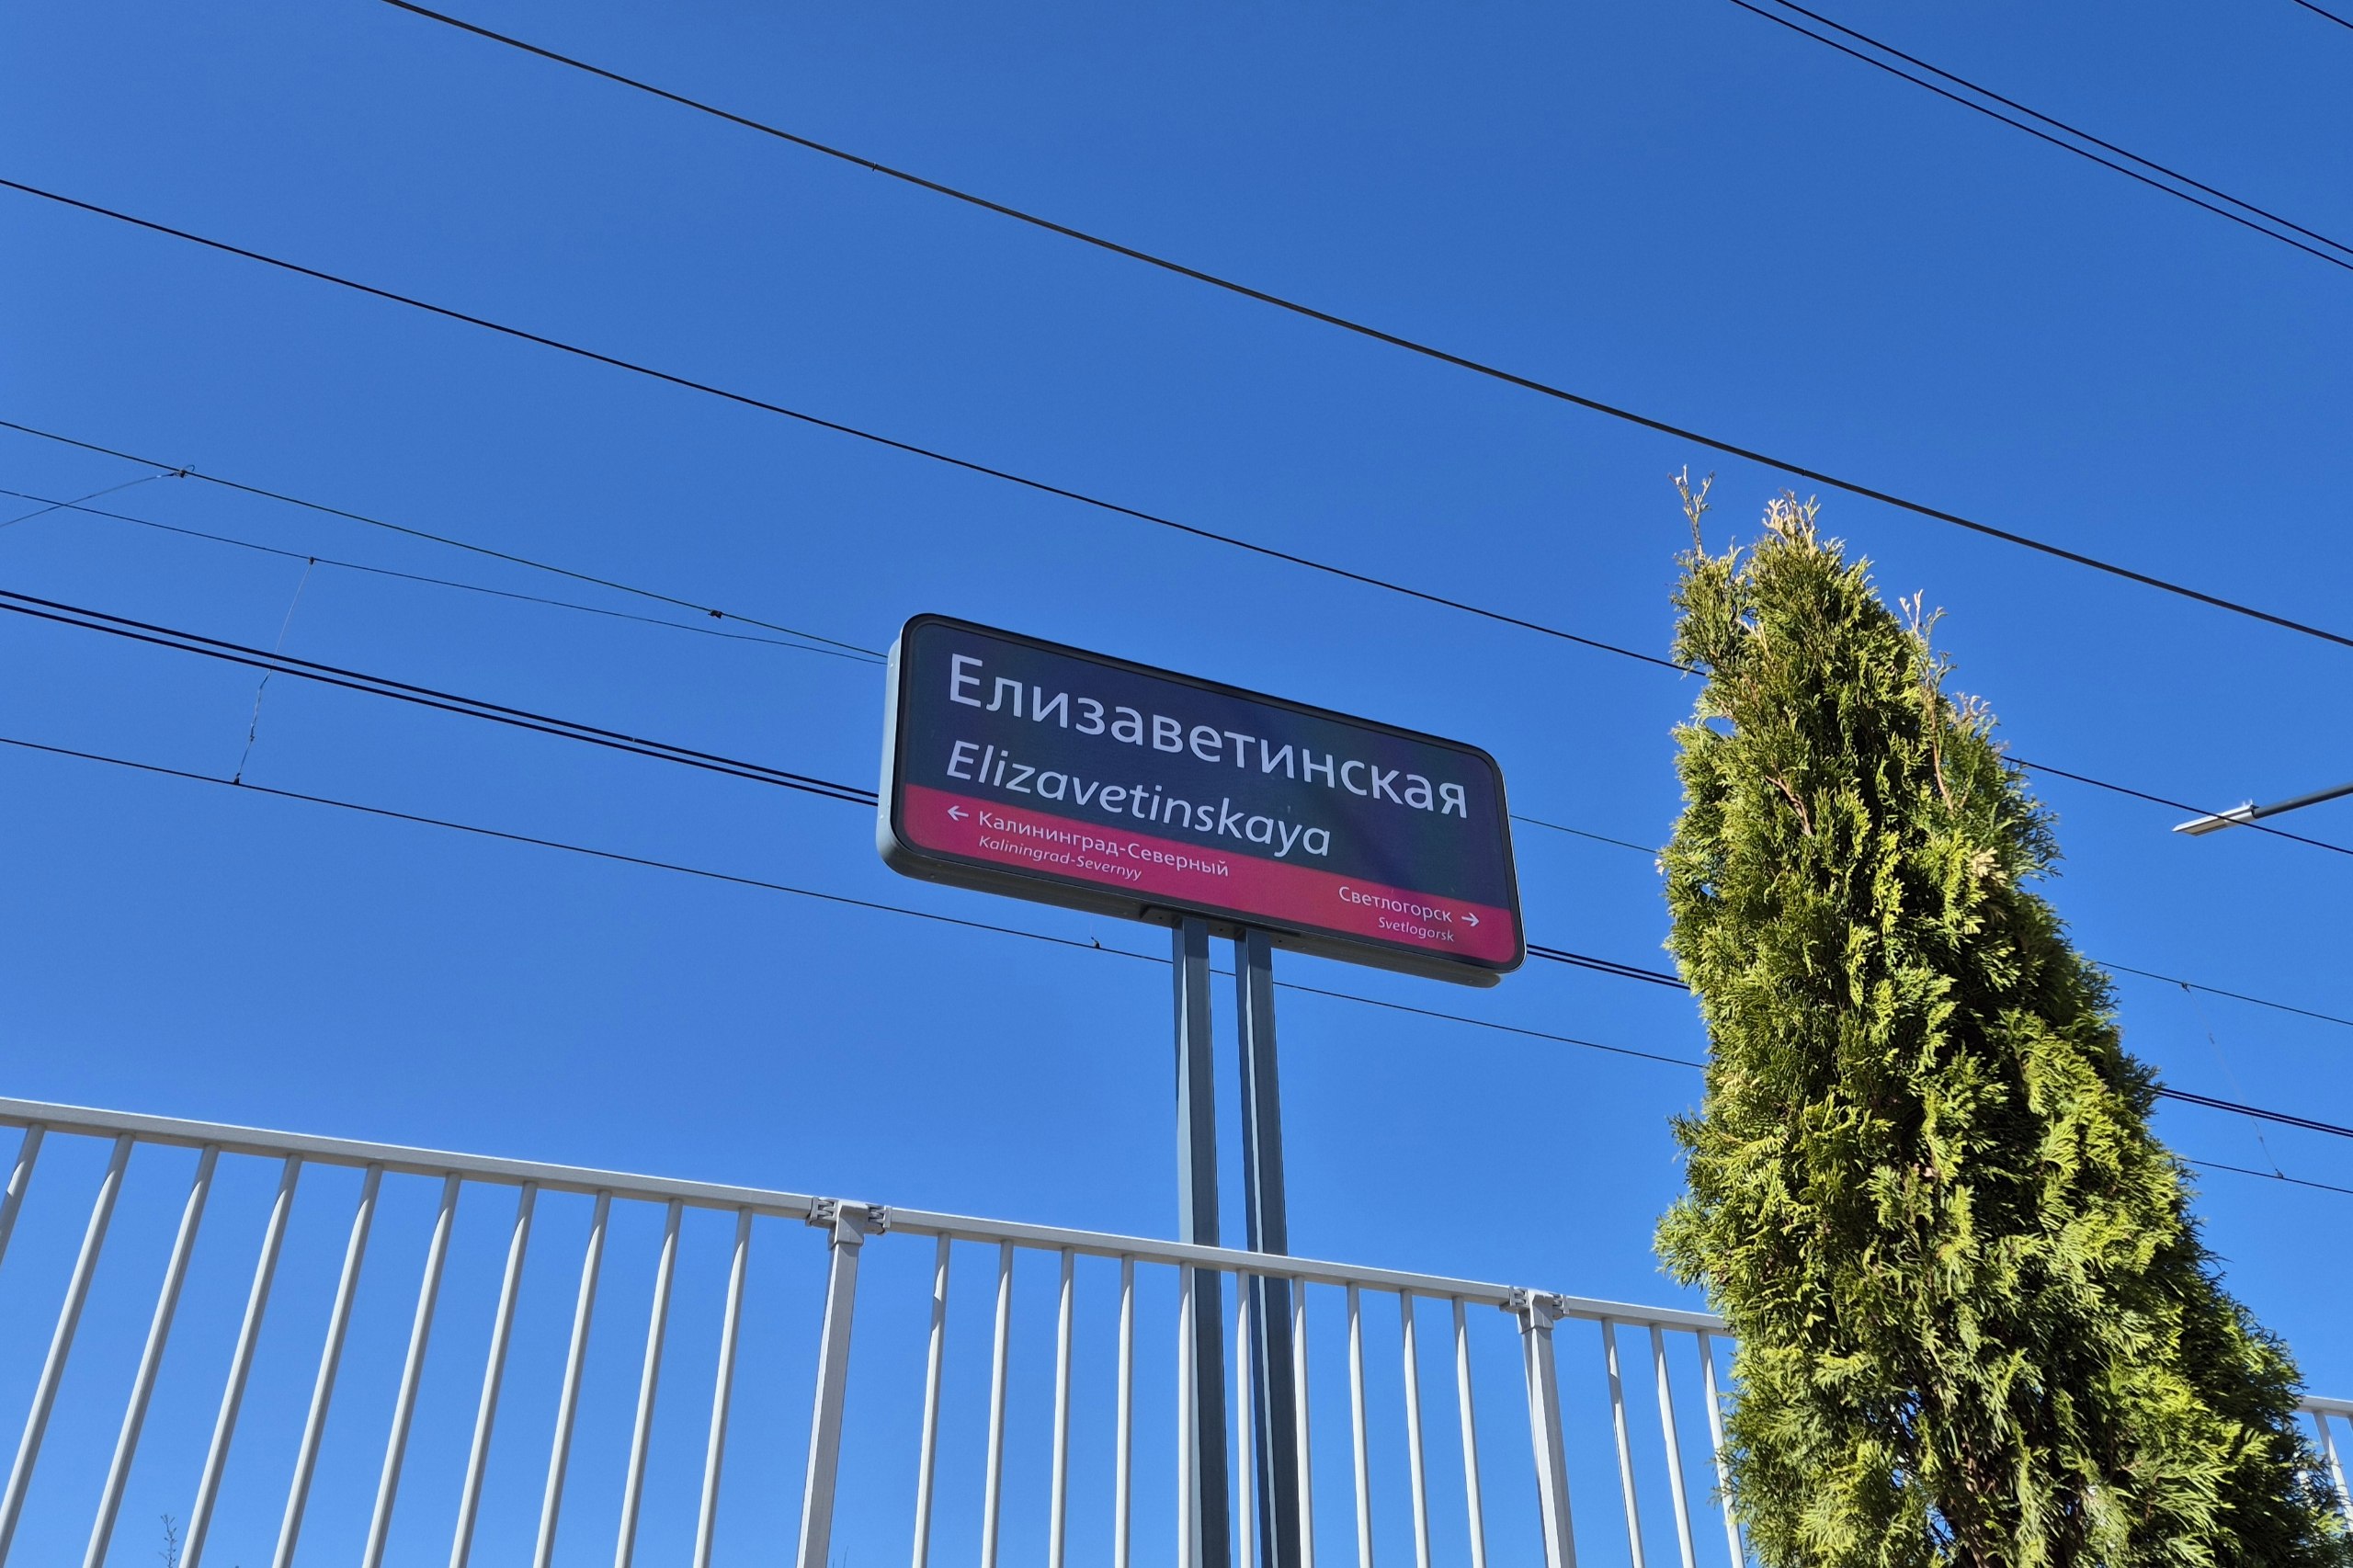 Елизаветинская
Elizavetinskaya
← Калининград-Северный
Kaliningrad-Severnyy
Светлогорск →
Svetlogorsk